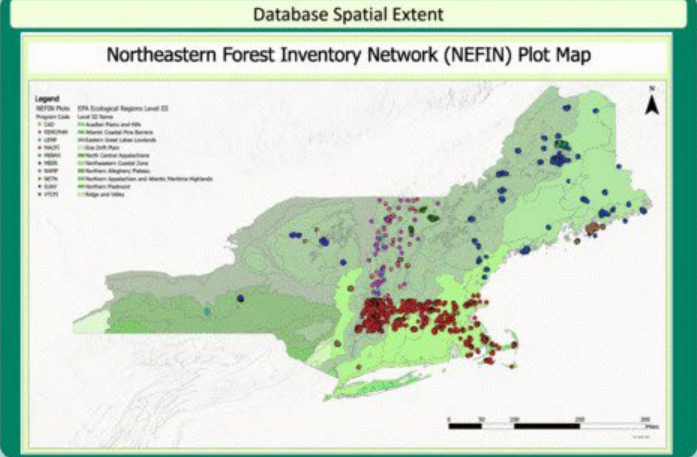 Database Spatial Extent
Northeastern Forest Inventory Network (NEFIN) Plot Map
Legend
NEFIN Plots EPA Ecological Regions Level III
Program Code Level III Name
CAD Acadian Plains and Hills
Atlantic Coastal Pine Barrens
Eastern Great Lakes Lowlands
Erie Drift Plain
North Central Appalachians
Northeastern Coastal Zone
Northern Allegheny Plateau
NETN Northern Appalachian and Atlantic Maritime Highlands
SUNY Northern Piedmont
Ridge and Valley
N
0 50 100 200 300
Miles